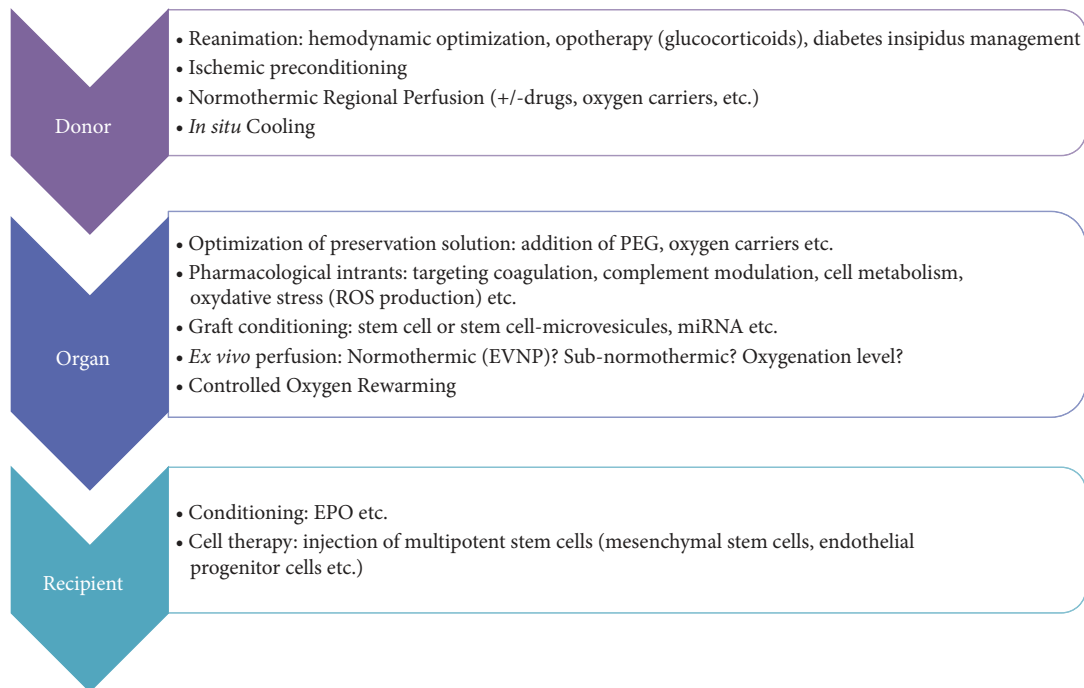 Donor
• Reanimation: hemodynamic optimization, opotherapy (glucocorticoids), diabetes insipidus management
• Ischemic preconditioning
• Normothermic Regional Perfusion (+/-drugs, oxygen carriers, etc.)
• In situ Cooling
Organ
• Optimization of preservation solution: addition of PEG, oxygen carriers etc.
• Pharmacological intrants: targeting coagulation, complement modulation, cell metabolism,
oxydative stress (ROS production) etc.
• Graft conditioning: stem cell or stem cell-microvesicules, miRNA etc.
• Ex vivo perfusion: Normothermic (EVNP)? Sub-normothermic? Oxygenation level?
• Controlled Oxygen Rewarming
Recipient
• Conditioning: EPO etc.
• Cell therapy: injection of multipotent stem cells (mesenchymal stem cells, endothelial
progenitor cells etc.)